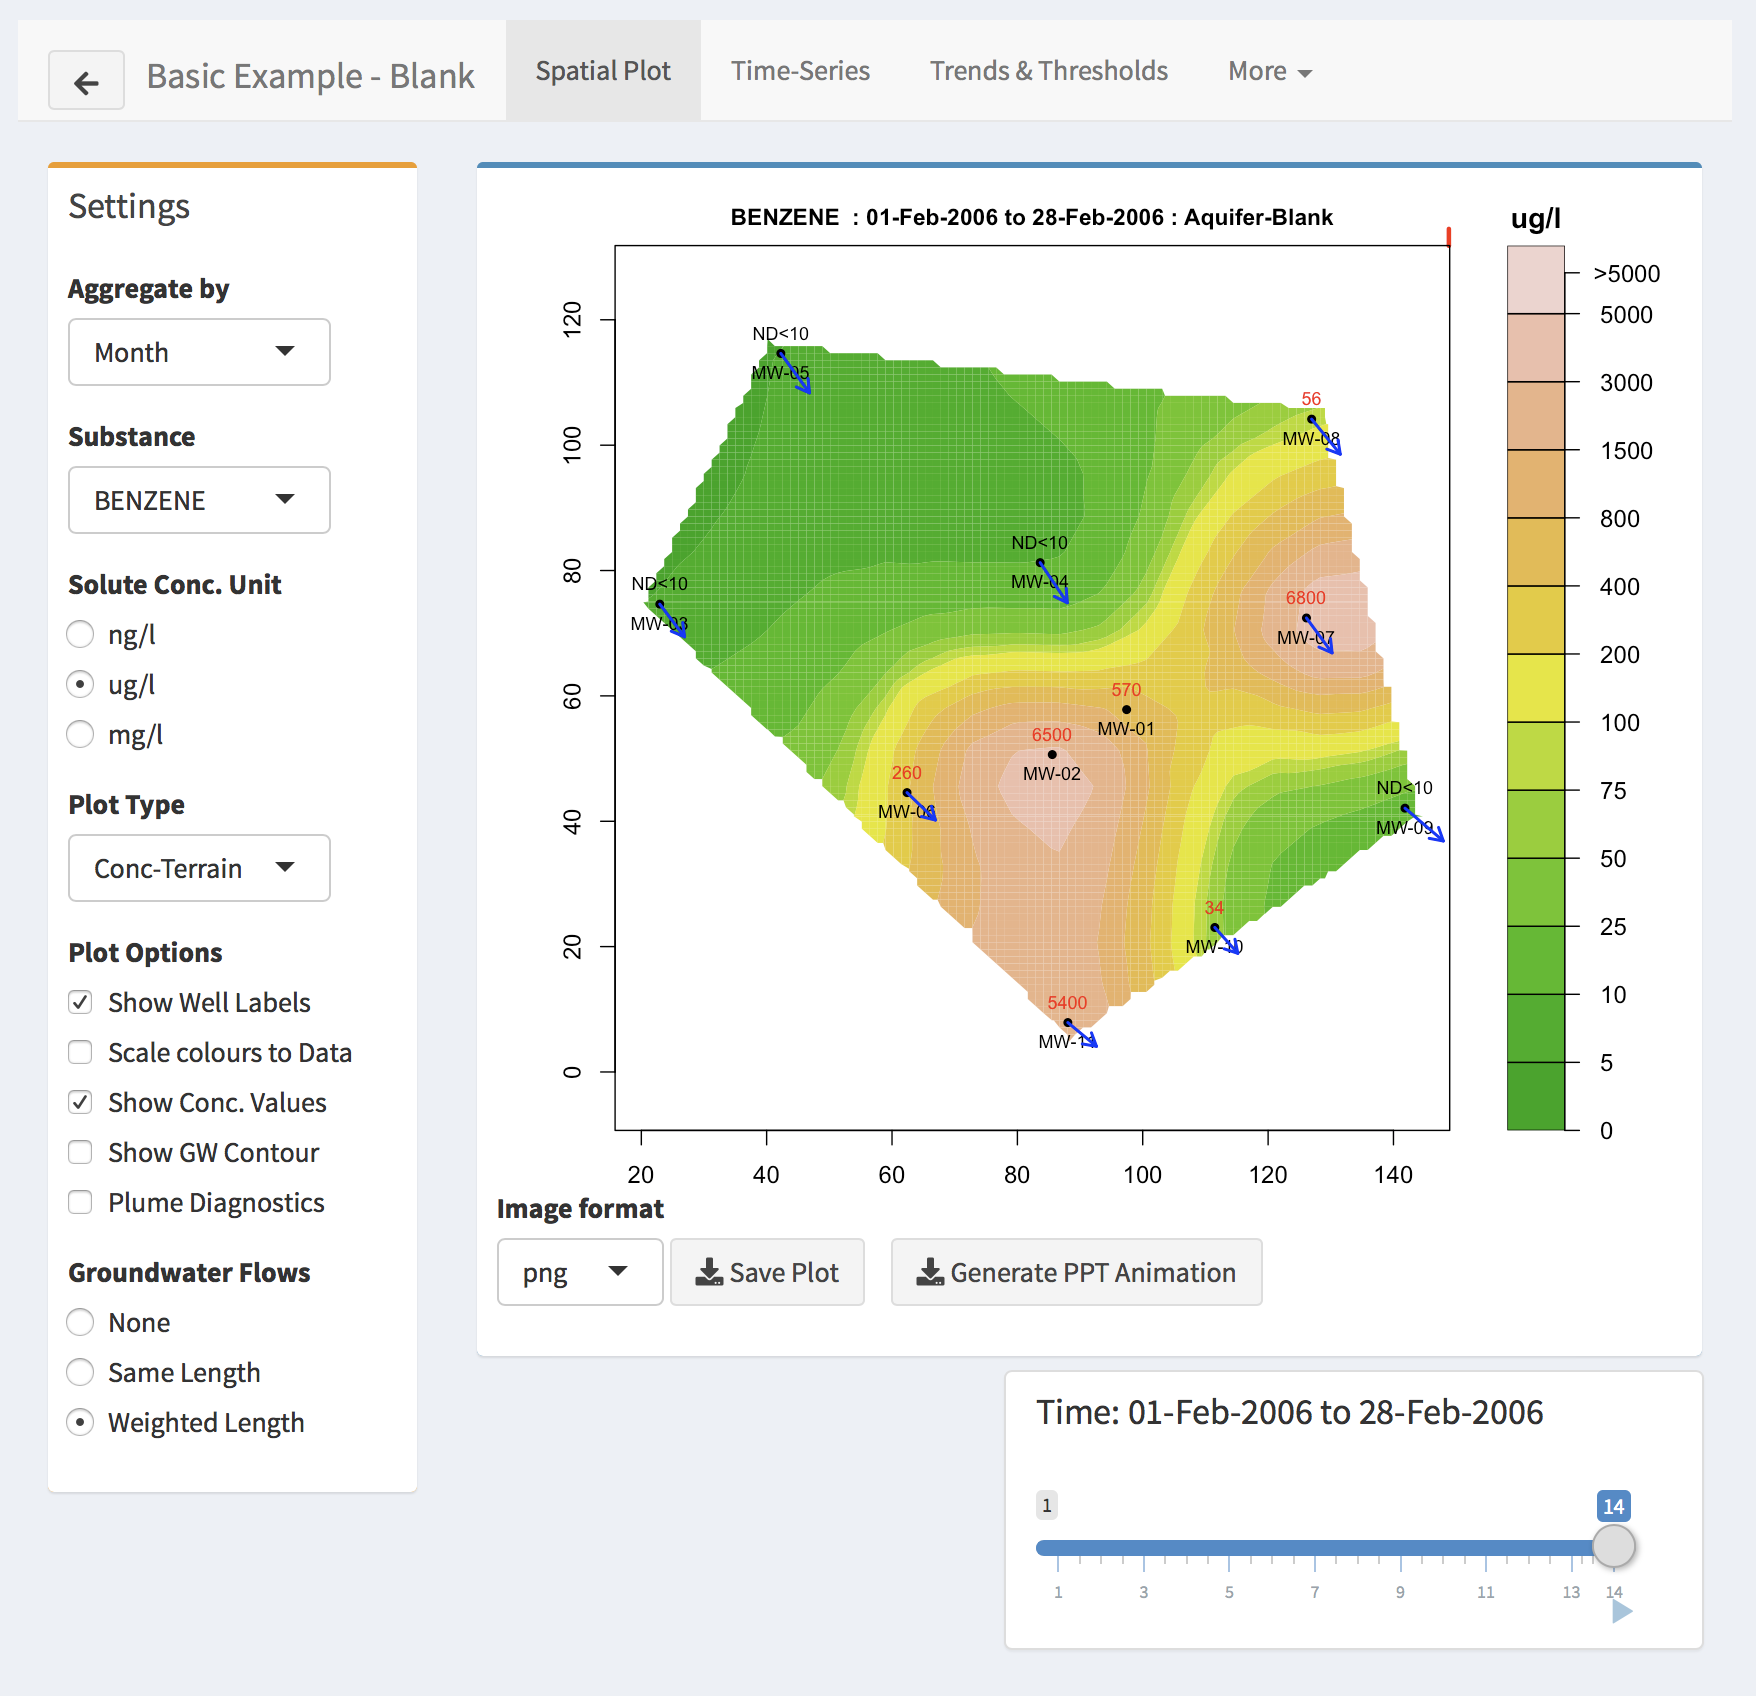 Basic Example - Blank
Spatial Plot
Time-Series
Trends & Thresholds
More
Settings
Aggregate by
Month
Substance
BENZENE
Solute Conc. Unit
ng/l
ug/l
mg/l
Plot Type
Conc-Terrain
Plot Options
Show Well Labels
Scale colours to Data
Show Conc. Values
Show GW Contour
Plume Diagnostics
Groundwater Flows
None
Same Length
Weighted Length
BENZENE : 01-Feb-2006 to 28-Feb-2006 : Aquifer-Blank
ug/l
>5000
5000
3000
1500
800
400
200
100
75
50
25
10
5
0
120
100
80
60
40
20
0
ND<10
MW-05
56
MW-08
ND<10
MW-04
ND<10
MW-03
6800
MW-07
570
MW-01
6500
MW-02
260
MW-06
ND<10
MW-09
34
MW-10
5400
MW-11
20 40 60 80 100 120 140
Image format
png
Save Plot
Generate PPT Animation
Time: 01-Feb-2006 to 28-Feb-2006
1
14
1 3 5 7 9 11 13 14